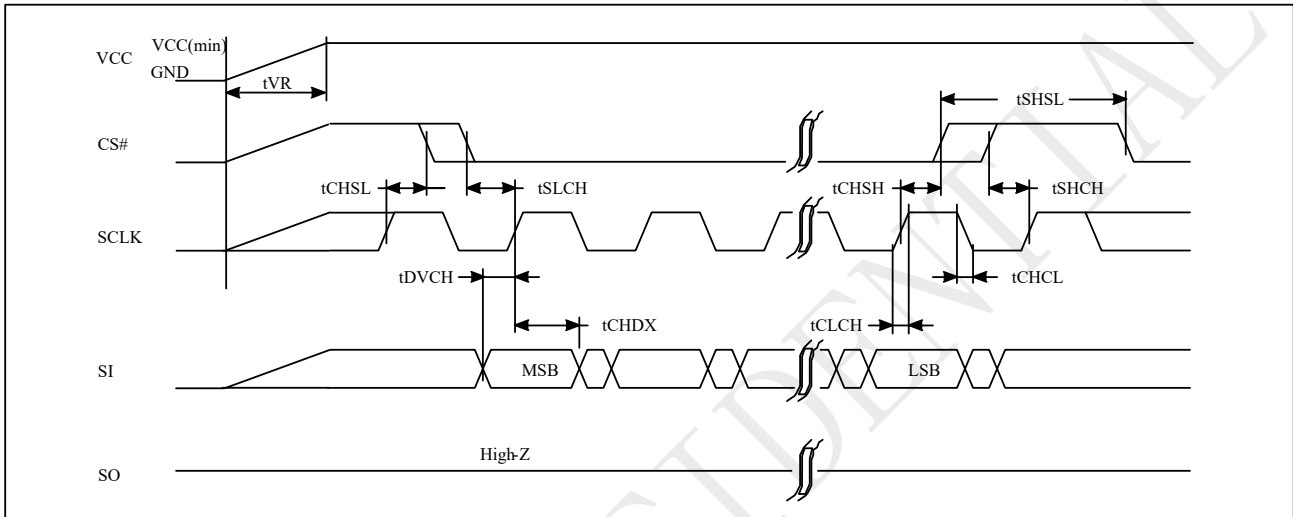 VCC VCC(min)
GND
tVR
tSHSL
CS#
tCHSL tSLCH tCHSH tSHCH
SCLK
tDVCH tCHCL
tCHDX tCLCH
SI MSB LSB
High-Z
SO